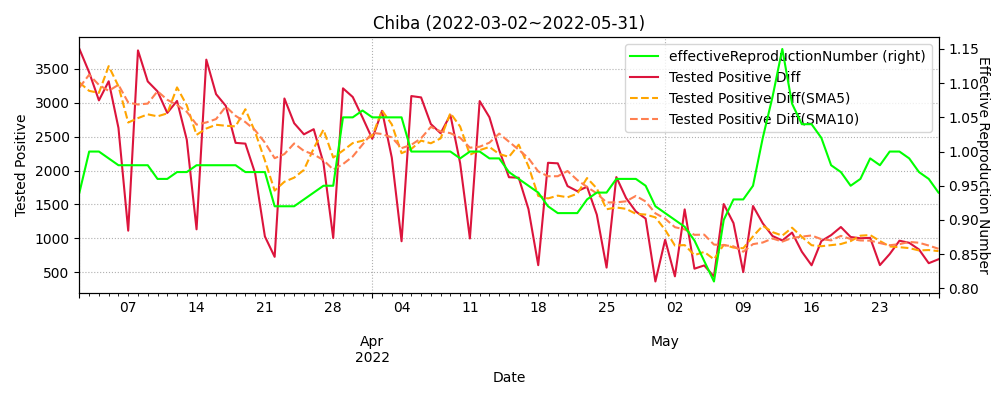 Chiba (2022-03-02~2022-05-31)
effectiveReproductionNumber (right)
Tested Positive Diff
Tested Positive Diff(SMA5)
Tested Positive Diff(SMA10)
Tested Positive
3500
3000
2500
2000
1500
1000
500
1.15
1.10
1.05
1.00
0.95
0.90
0.85
0.80
Effective Reproduction Number
07 14 21 28 04 11 18 25 02 09 16 23
Apr May
2022
Date